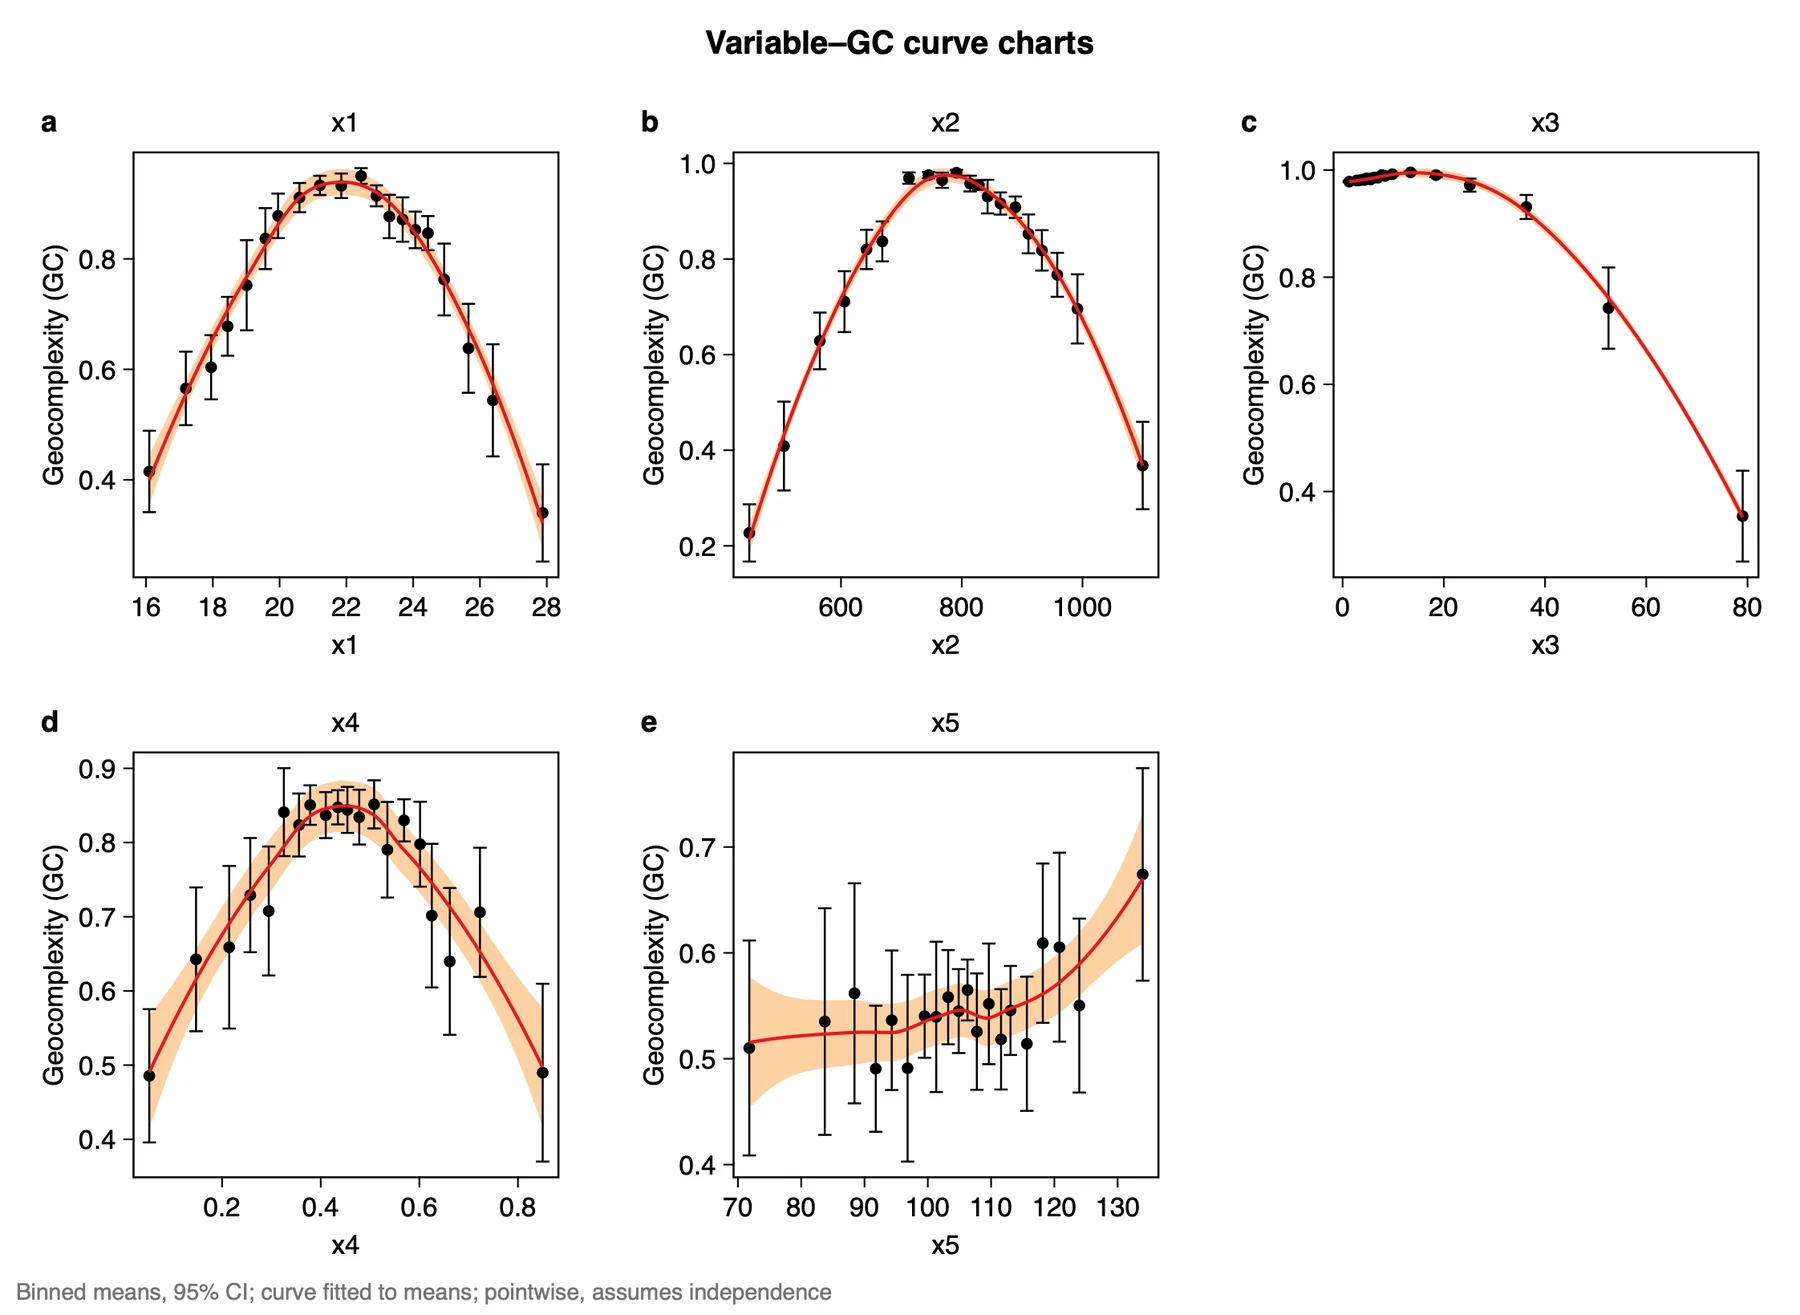 Variable–GC curve charts
a
x1
Geocomplexity (GC)
0.8
0.6
0.4
16 18 20 22 24 26 28
x1
b
x2
Geocomplexity (GC)
1.0
0.8
0.6
0.4
0.2
600 800 1000
x2
c
x3
Geocomplexity (GC)
1.0
0.8
0.6
0.4
0 20 40 60 80
x3
d
x4
Geocomplexity (GC)
0.9
0.8
0.7
0.6
0.5
0.4
0.2 0.4 0.6 0.8
x4
e
x5
Geocomplexity (GC)
0.7
0.6
0.5
0.4
70 80 90 100 110 120 130
x5
Binned means, 95% CI; curve fitted to means; pointwise, assumes independence